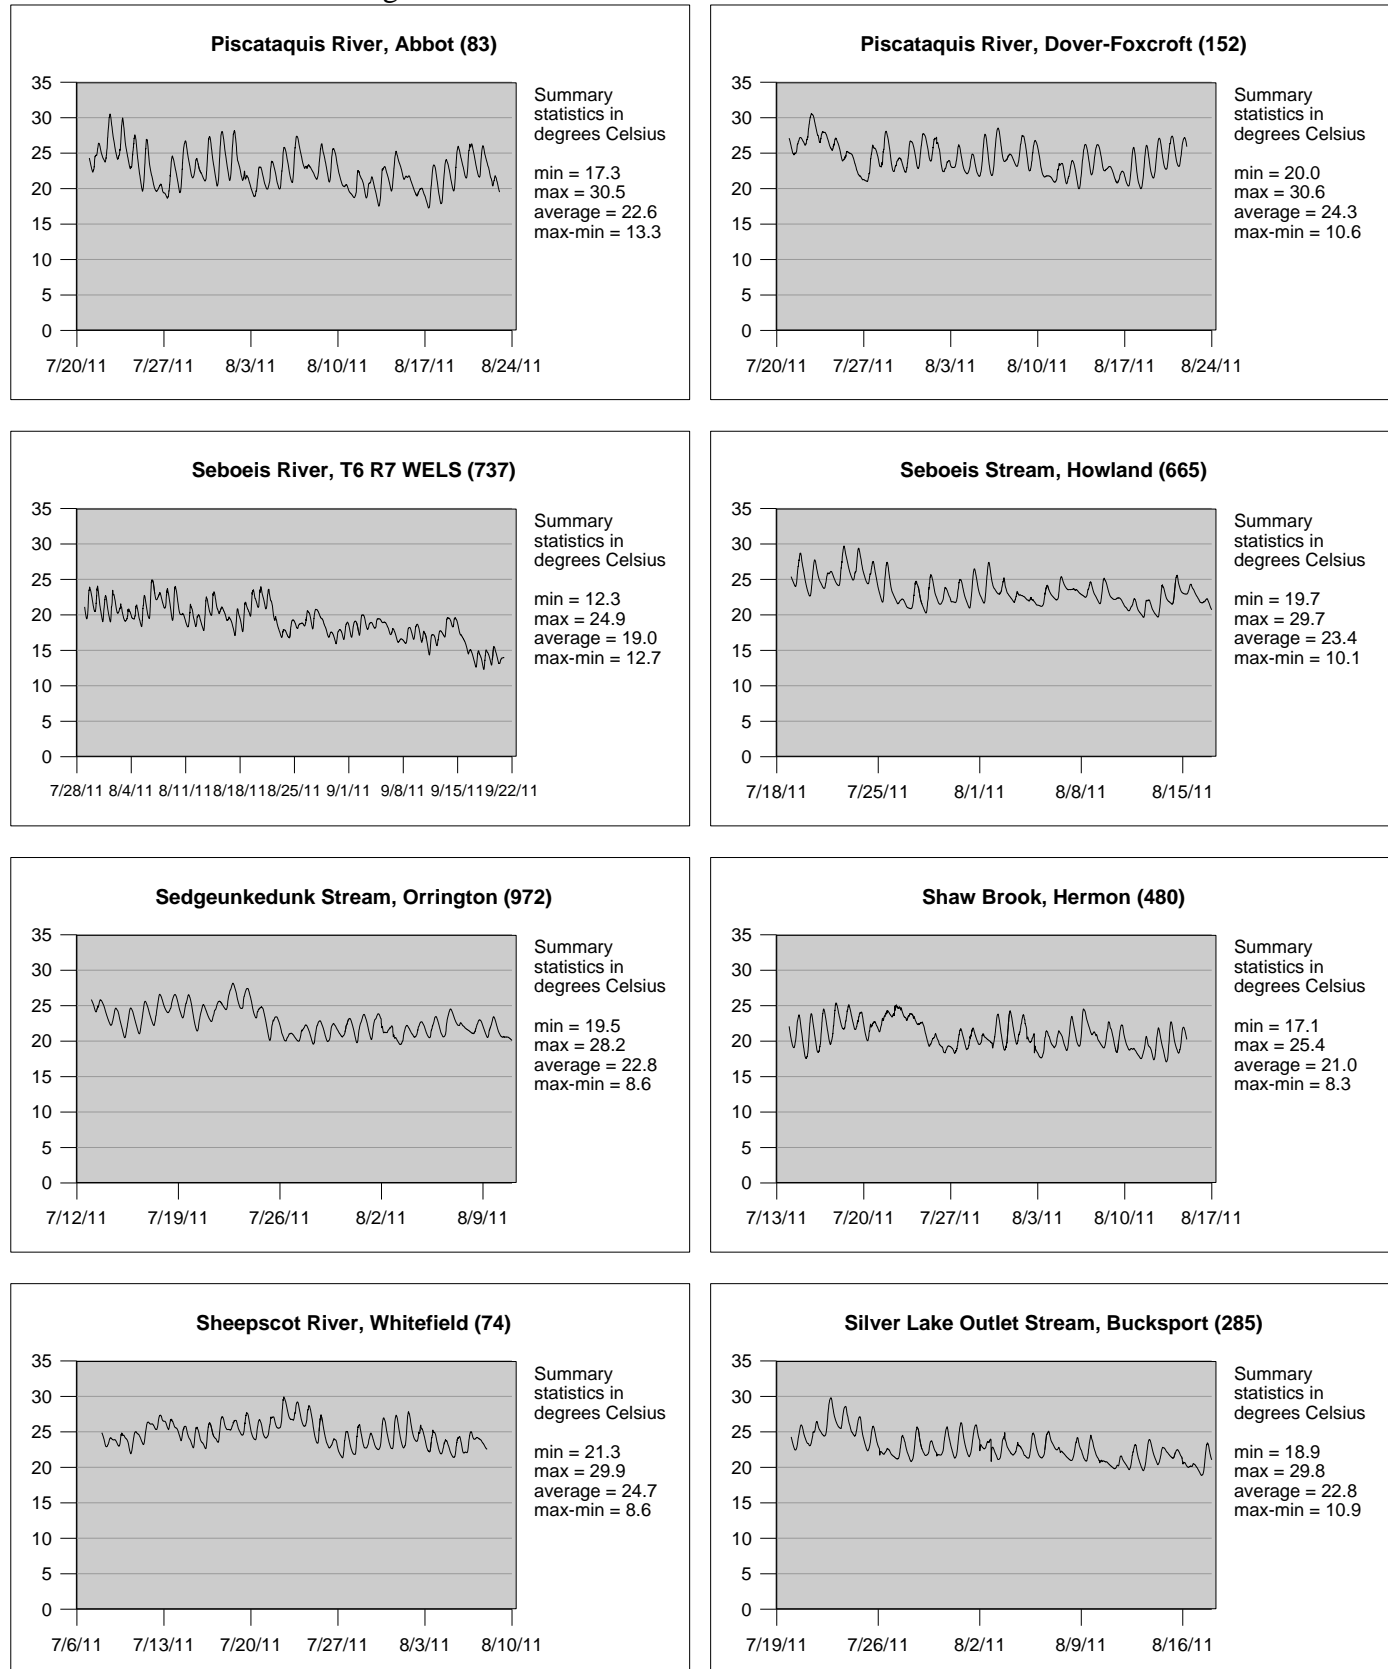 Piscataquis River, Abbot (83)
35
30
25
20
15
10
5
0
7/20/11 7/27/11 8/3/11 8/10/11 8/17/11 8/24/11
Summary
statistics in
degrees Celsius
min = 17.3
max = 30.5
average = 22.6
max-min = 13.3
Piscataquis River, Dover-Foxcroft (152)
35
30
25
20
15
10
5
0
7/20/11 7/27/11 8/3/11 8/10/11 8/17/11 8/24/11
Summary
statistics in
degrees Celsius
min = 20.0
max = 30.6
average = 24.3
max-min = 10.6
Seboeis River, T6 R7 WELS (737)
35
30
25
20
15
10
5
0
7/28/11 8/4/11 8/11/11 8/18/11 8/25/11 9/1/11 9/8/11 9/15/11 9/22/11
Summary
statistics in
degrees Celsius
min = 12.3
max = 24.9
average = 19.0
max-min = 12.7
Seboeis Stream, Howland (665)
35
30
25
20
15
10
5
0
7/18/11 7/25/11 8/1/11 8/8/11 8/15/11
Summary
statistics in
degrees Celsius
min = 19.7
max = 29.7
average = 23.4
max-min = 10.1
Sedgeunkedunk Stream, Orrington (972)
35
30
25
20
15
10
5
0
7/12/11 7/19/11 7/26/11 8/2/11 8/9/11
Summary
statistics in
degrees Celsius
min = 19.5
max = 28.2
average = 22.8
max-min = 8.6
Shaw Brook, Hermon (480)
35
30
25
20
15
10
5
0
7/13/11 7/20/11 7/27/11 8/3/11 8/10/11 8/17/11
Summary
statistics in
degrees Celsius
min = 17.1
max = 25.4
average = 21.0
max-min = 8.3
Sheepscot River, Whitefield (74)
35
30
25
20
15
10
5
0
7/6/11 7/13/11 7/20/11 7/27/11 8/3/11 8/10/11
Summary
statistics in
degrees Celsius
min = 21.3
max = 29.9
average = 24.7
max-min = 8.6
Silver Lake Outlet Stream, Bucksport (285)
35
30
25
20
15
10
5
0
7/19/11 7/26/11 8/2/11 8/9/11 8/16/11
Summary
statistics in
degrees Celsius
min = 18.9
max = 29.8
average = 22.8
max-min = 10.9